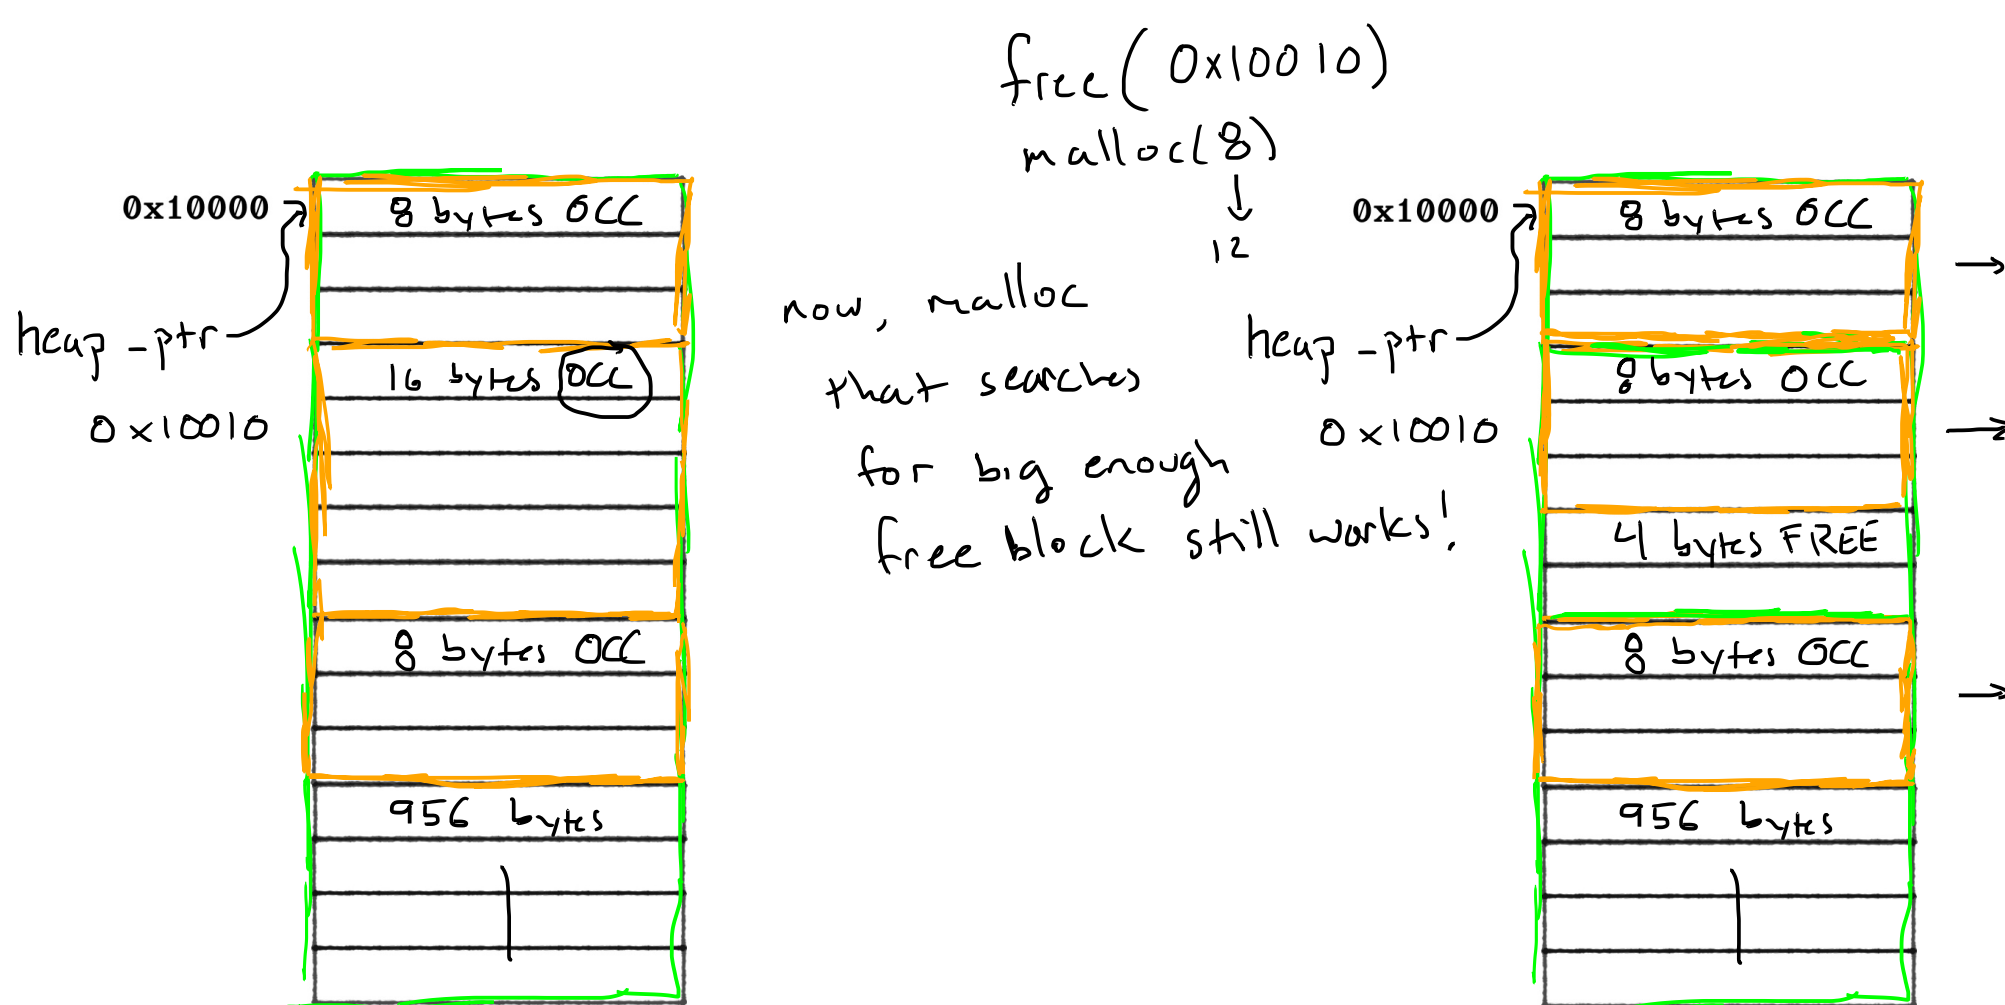 free(0x10010)
malloc(8)
↓
12
now, malloc
that searches
for big enough
free block still works!
0x10000
heap_ptr
0x10010
8 bytes OCC
16 bytes OCC
8 bytes OCC
956 bytes
0x10000
heap_ptr
0x10010
8 bytes OCC
8 bytes OCC
4 bytes FREE
8 bytes OCC
956 bytes